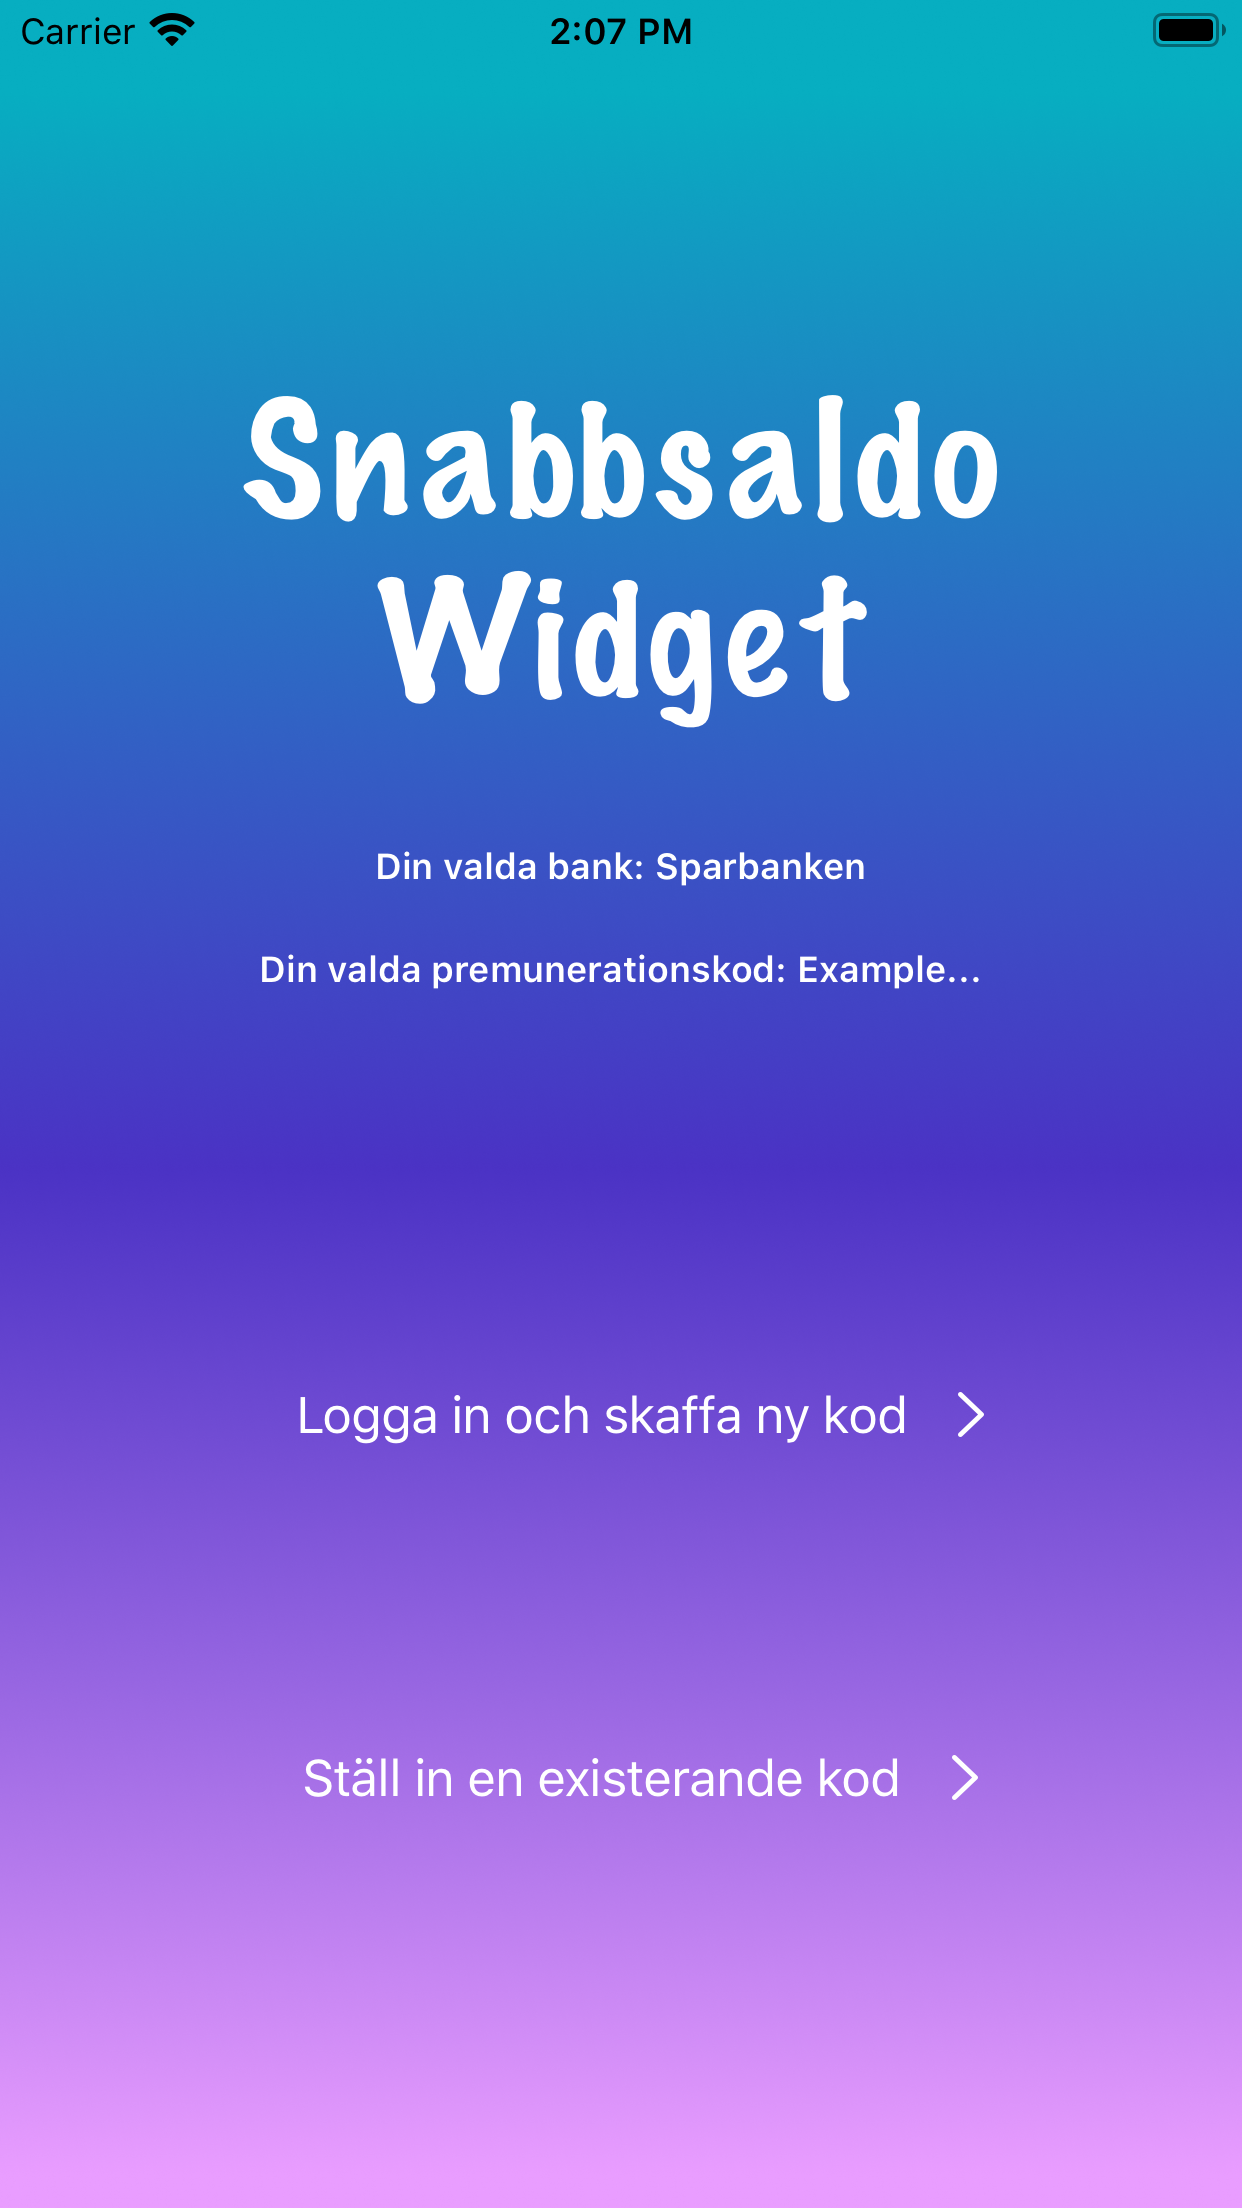 Carrier 2:07 PM
Snabbsaldo
Widget
Din valda bank: Sparbanken
Din valda premunerationskod: Example...
Logga in och skaffa ny kod
Ställ in en existerande kod